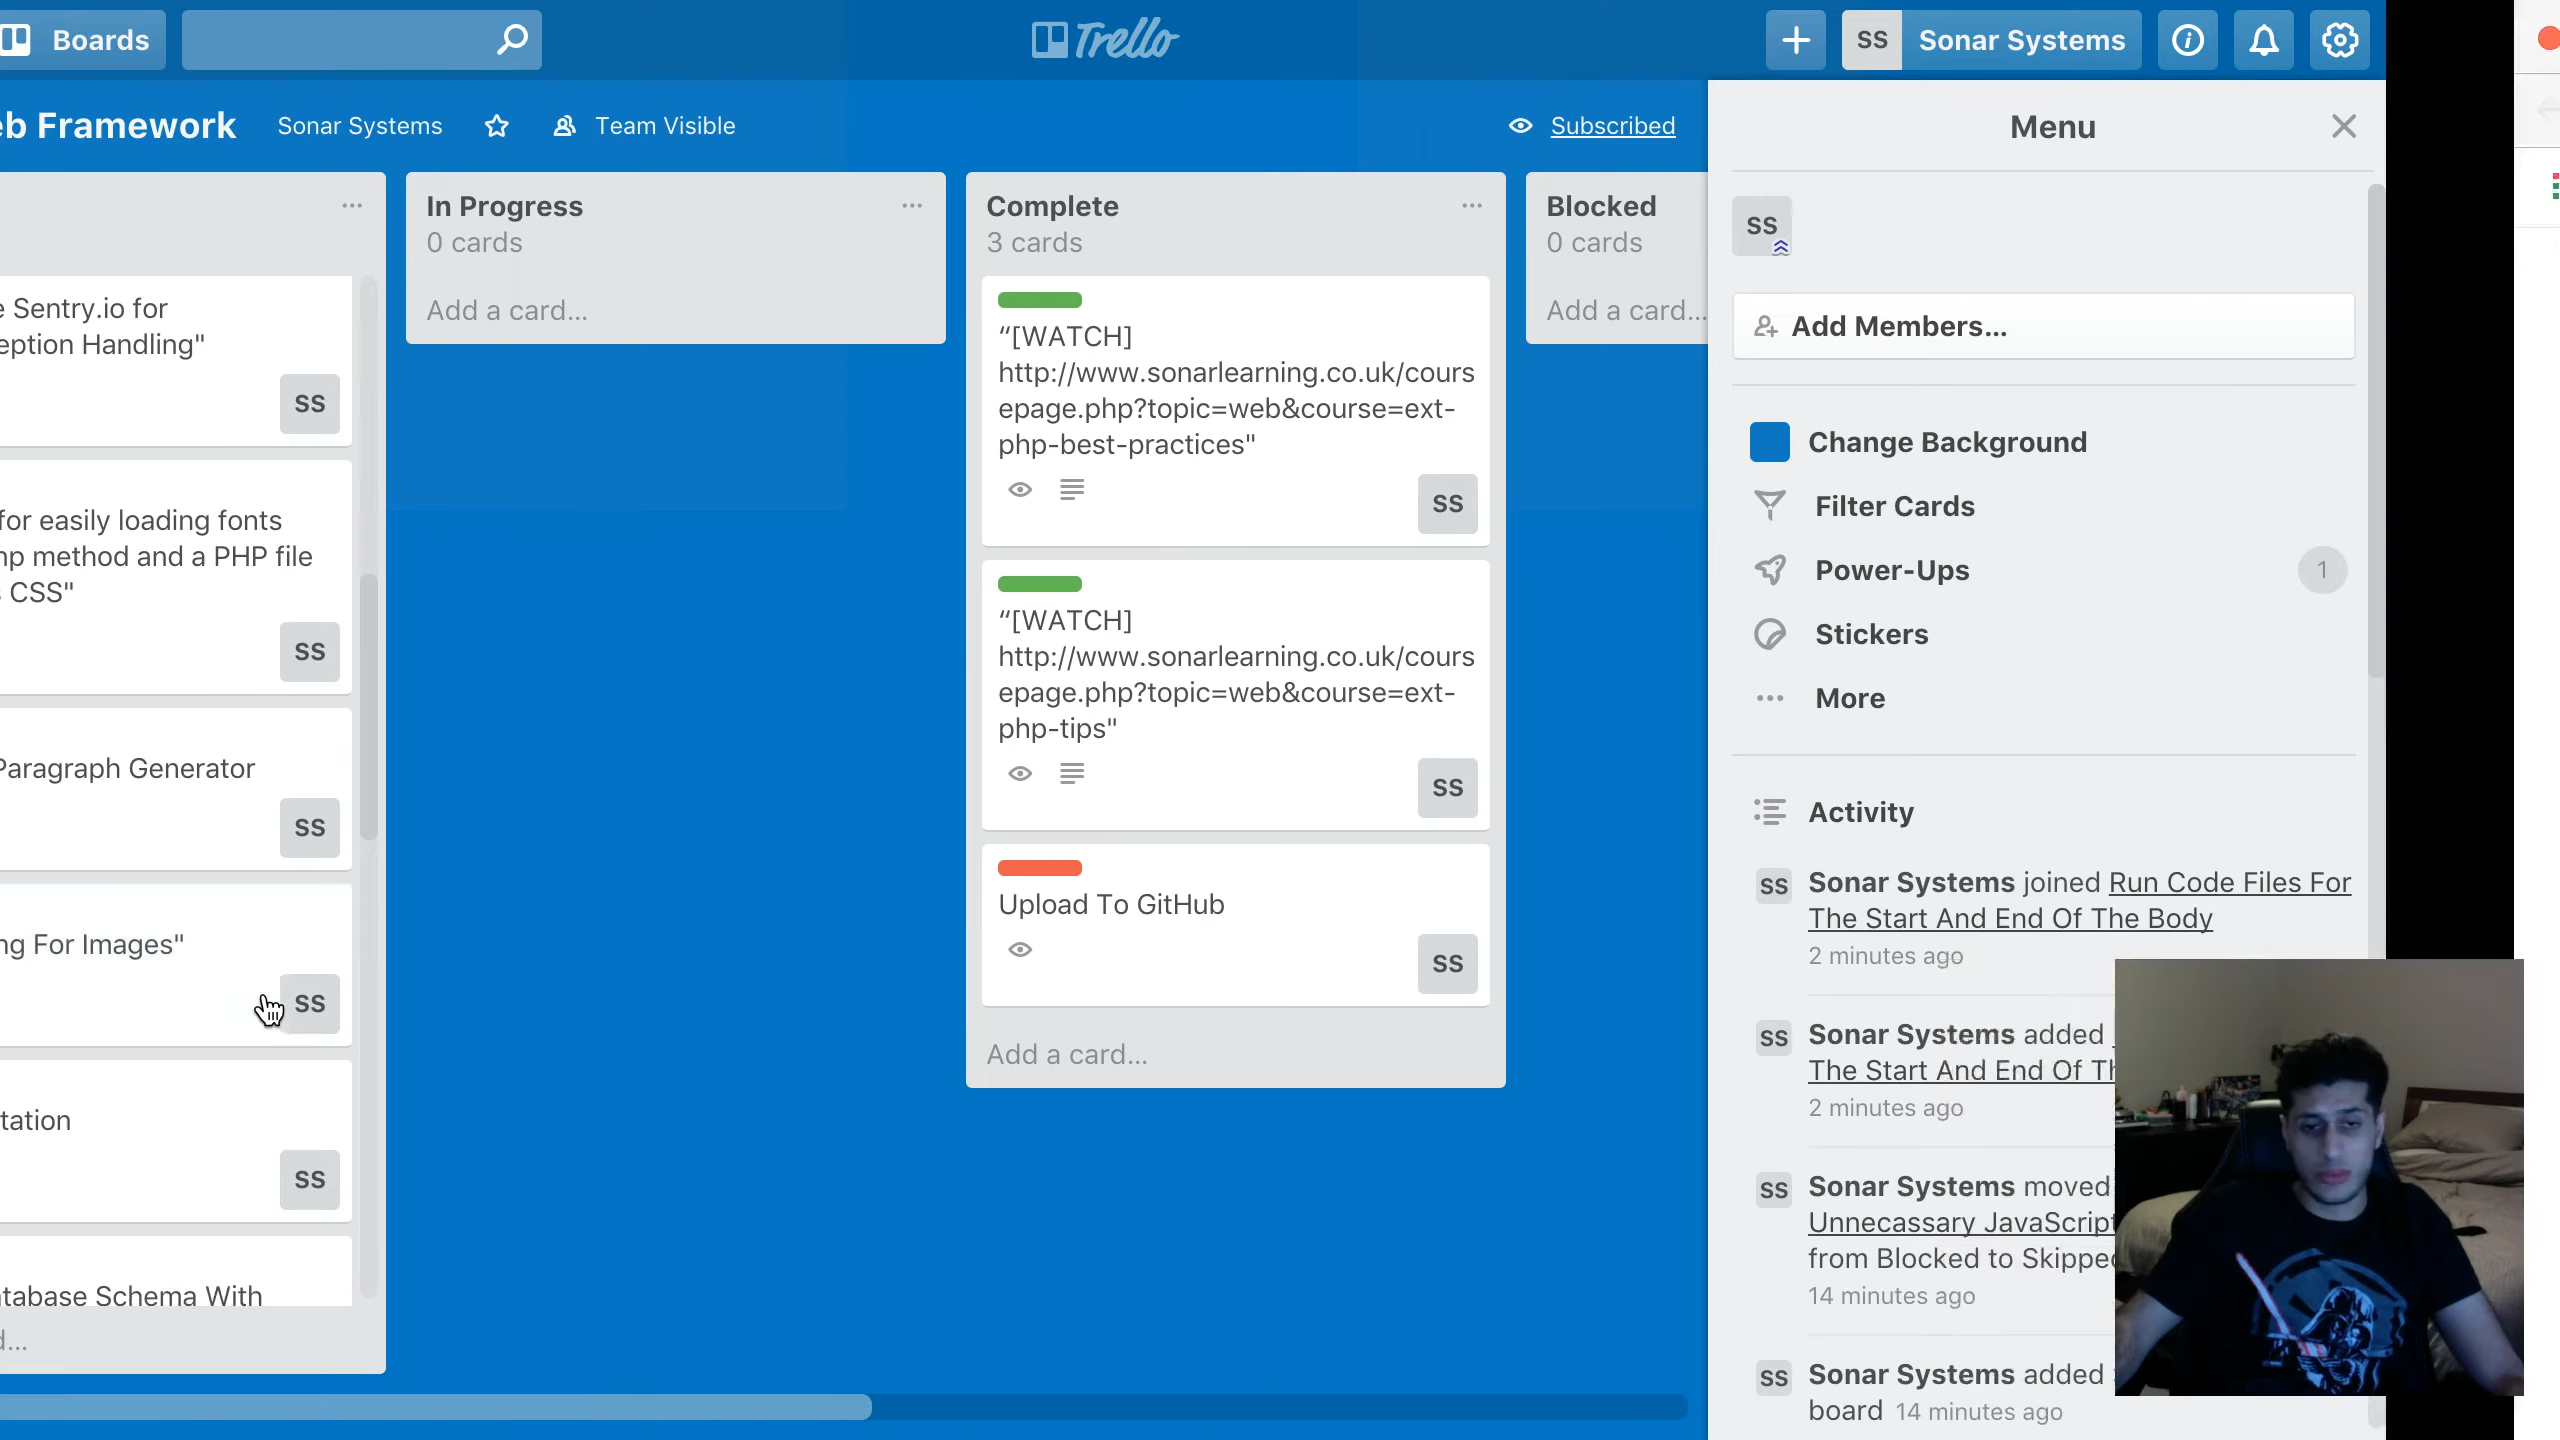 Boards
Trello
SS
Sonar Systems
eb Framework
Sonar Systems
Team Visible
Subscribed
e Sentry.io for
eption Handling"
SS
for easily loading fonts
np method and a PHP file
CSS"
SS
Paragraph Generator
SS
ng For Images"
SS
tation
SS
tabase Schema With
d...
In Progress
0 cards
Add a card...
Complete
3 cards
“[WATCH]
http://www.sonarlearning.co.uk/cours
epage.php?topic=web&course=ext-
php-best-practices"
SS
“[WATCH]
http://www.sonarlearning.co.uk/cours
epage.php?topic=web&course=ext-
php-tips"
SS
Upload To GitHub
SS
Add a card...
Blocked
0 cards
Add a card...
Menu
SS
Add Members...
Change Background
Filter Cards
Power-Ups
1
Stickers
More
Activity
SS
Sonar Systems joined Run Code Files For
The Start And End Of The Body
2 minutes ago
SS
Sonar Systems added
The Start And End Of Th
2 minutes ago
SS
Sonar Systems moved
Unnecassary JavaScript
from Blocked to Skipped
14 minutes ago
SS
Sonar Systems added
board 14 minutes ago